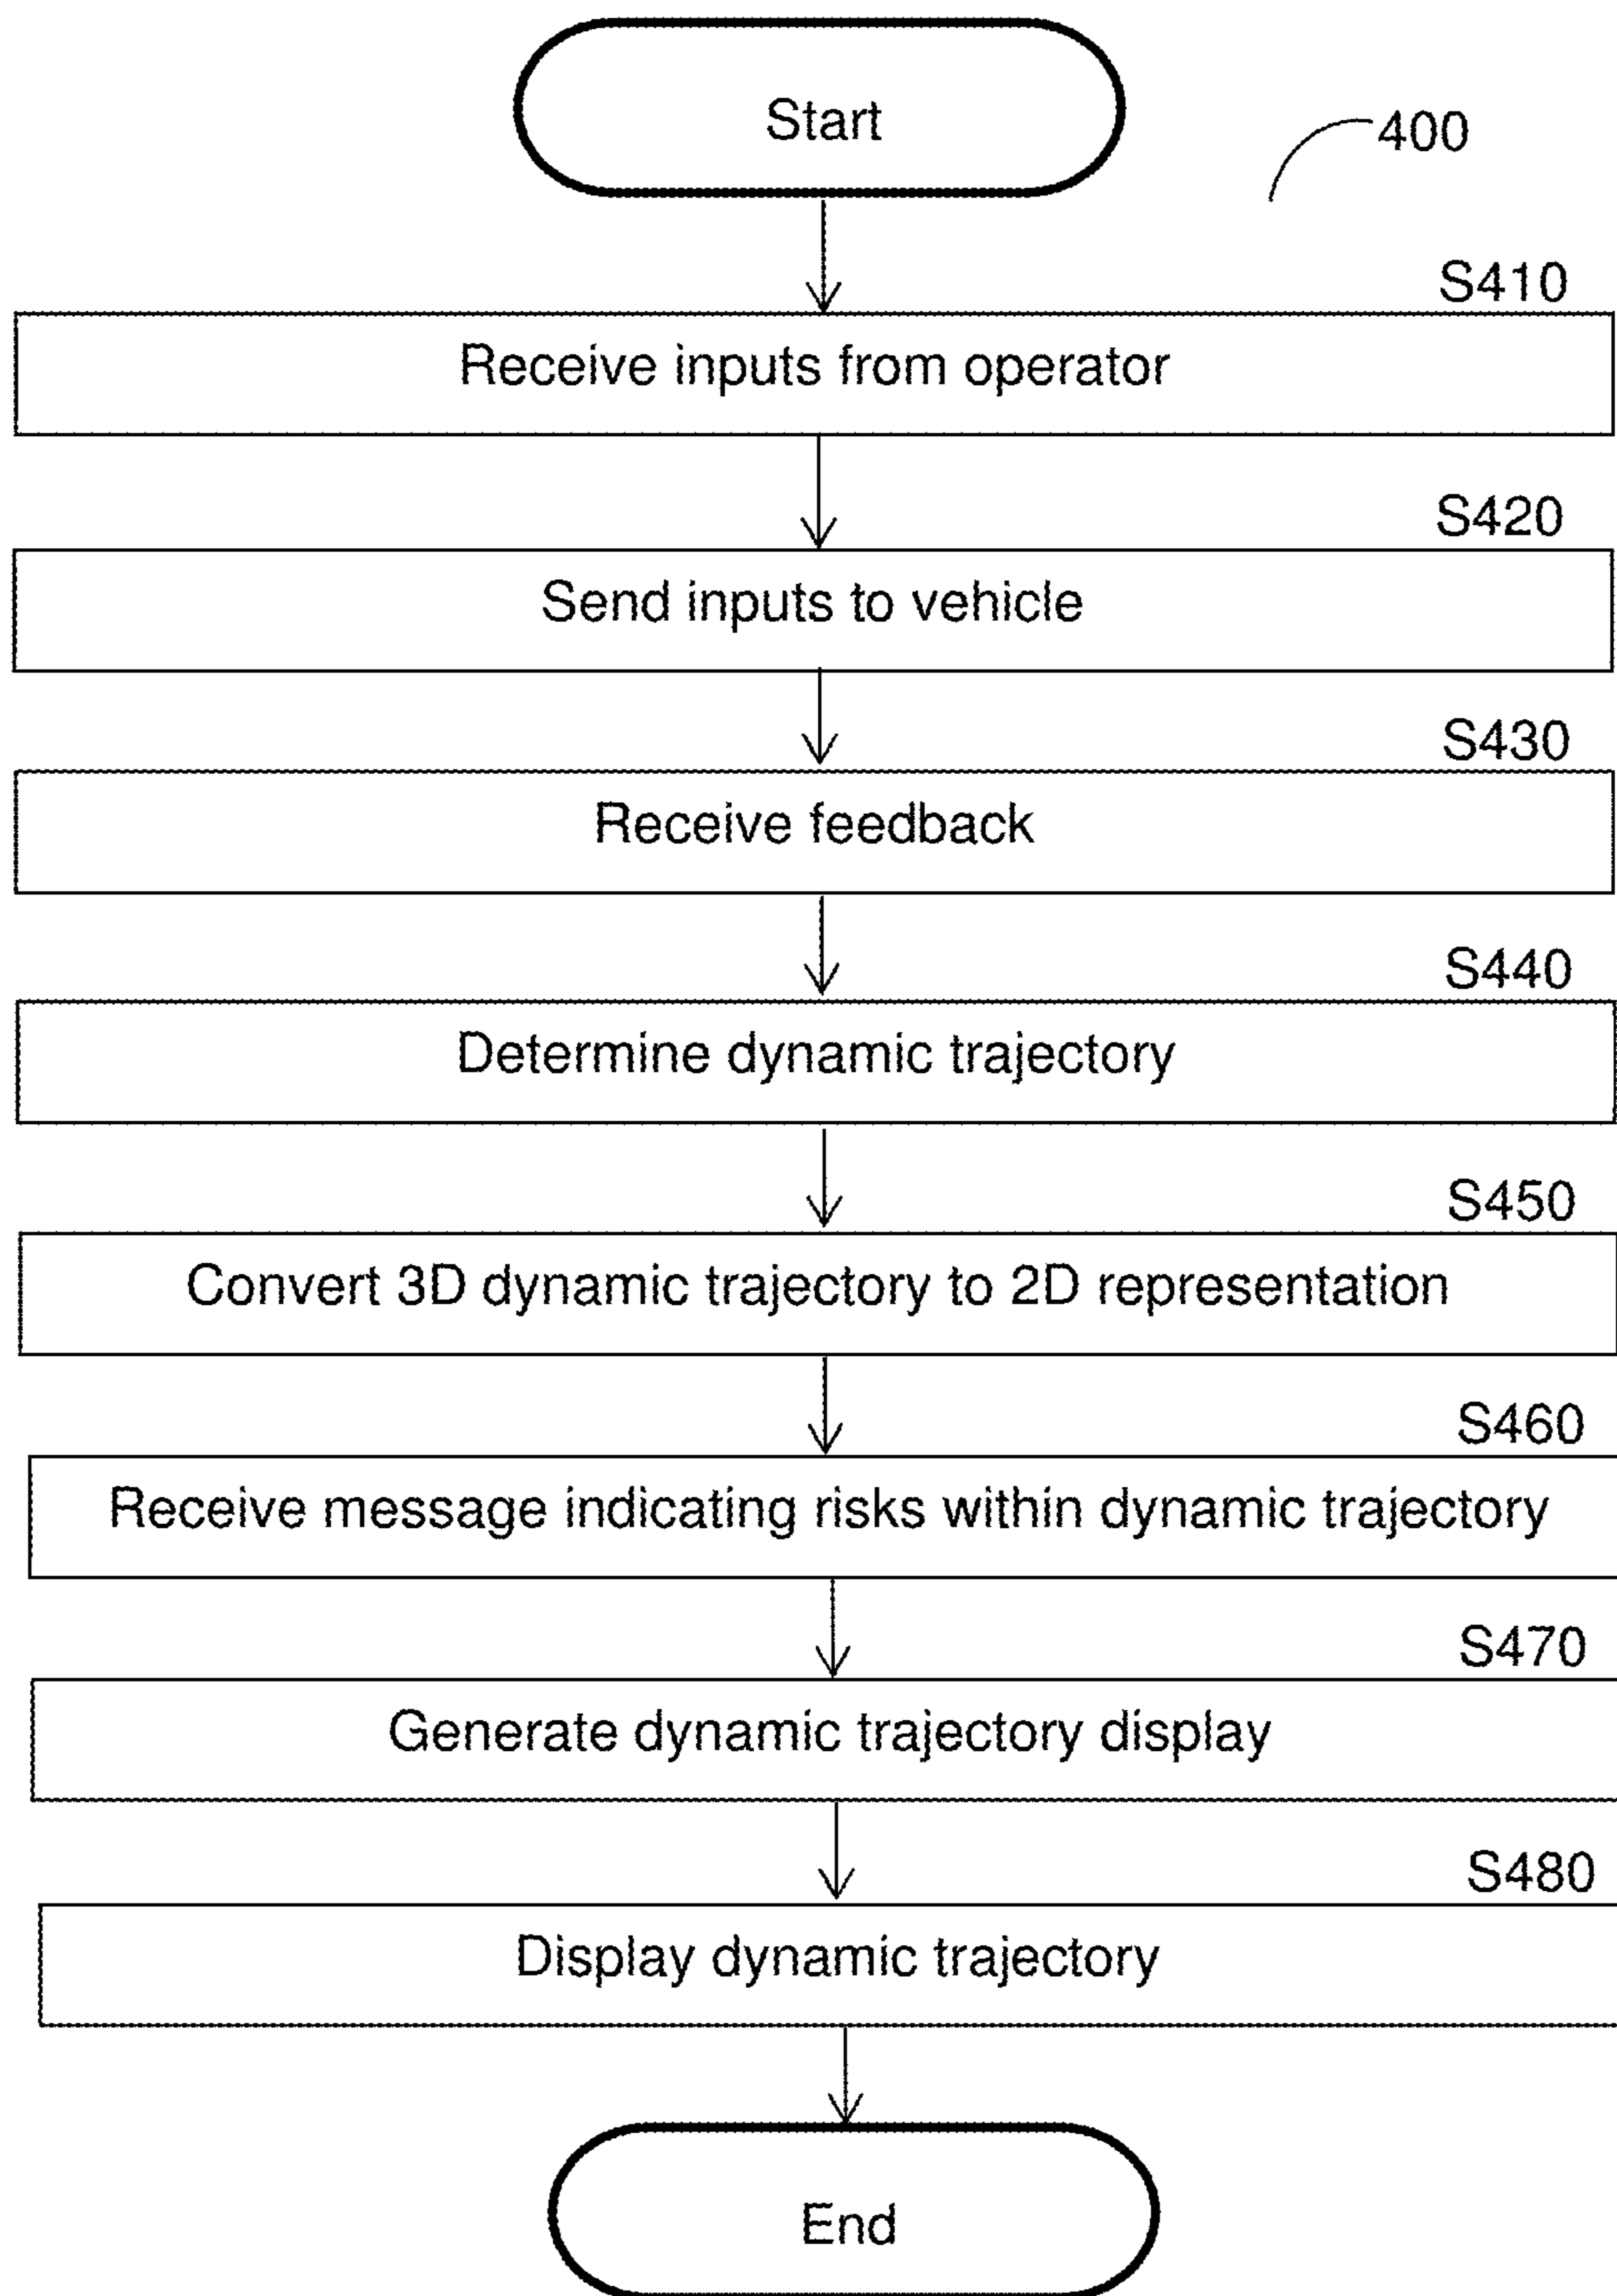 Start
400
S410
Receive inputs from operator
S420
Send inputs to vehicle
S430
Receive feedback
S440
Determine dynamic trajectory
S450
Convert 3D dynamic trajectory to 2D representation
S460
Receive message indicating risks within dynamic trajectory
S470
Generate dynamic trajectory display
S480
Display dynamic trajectory
End